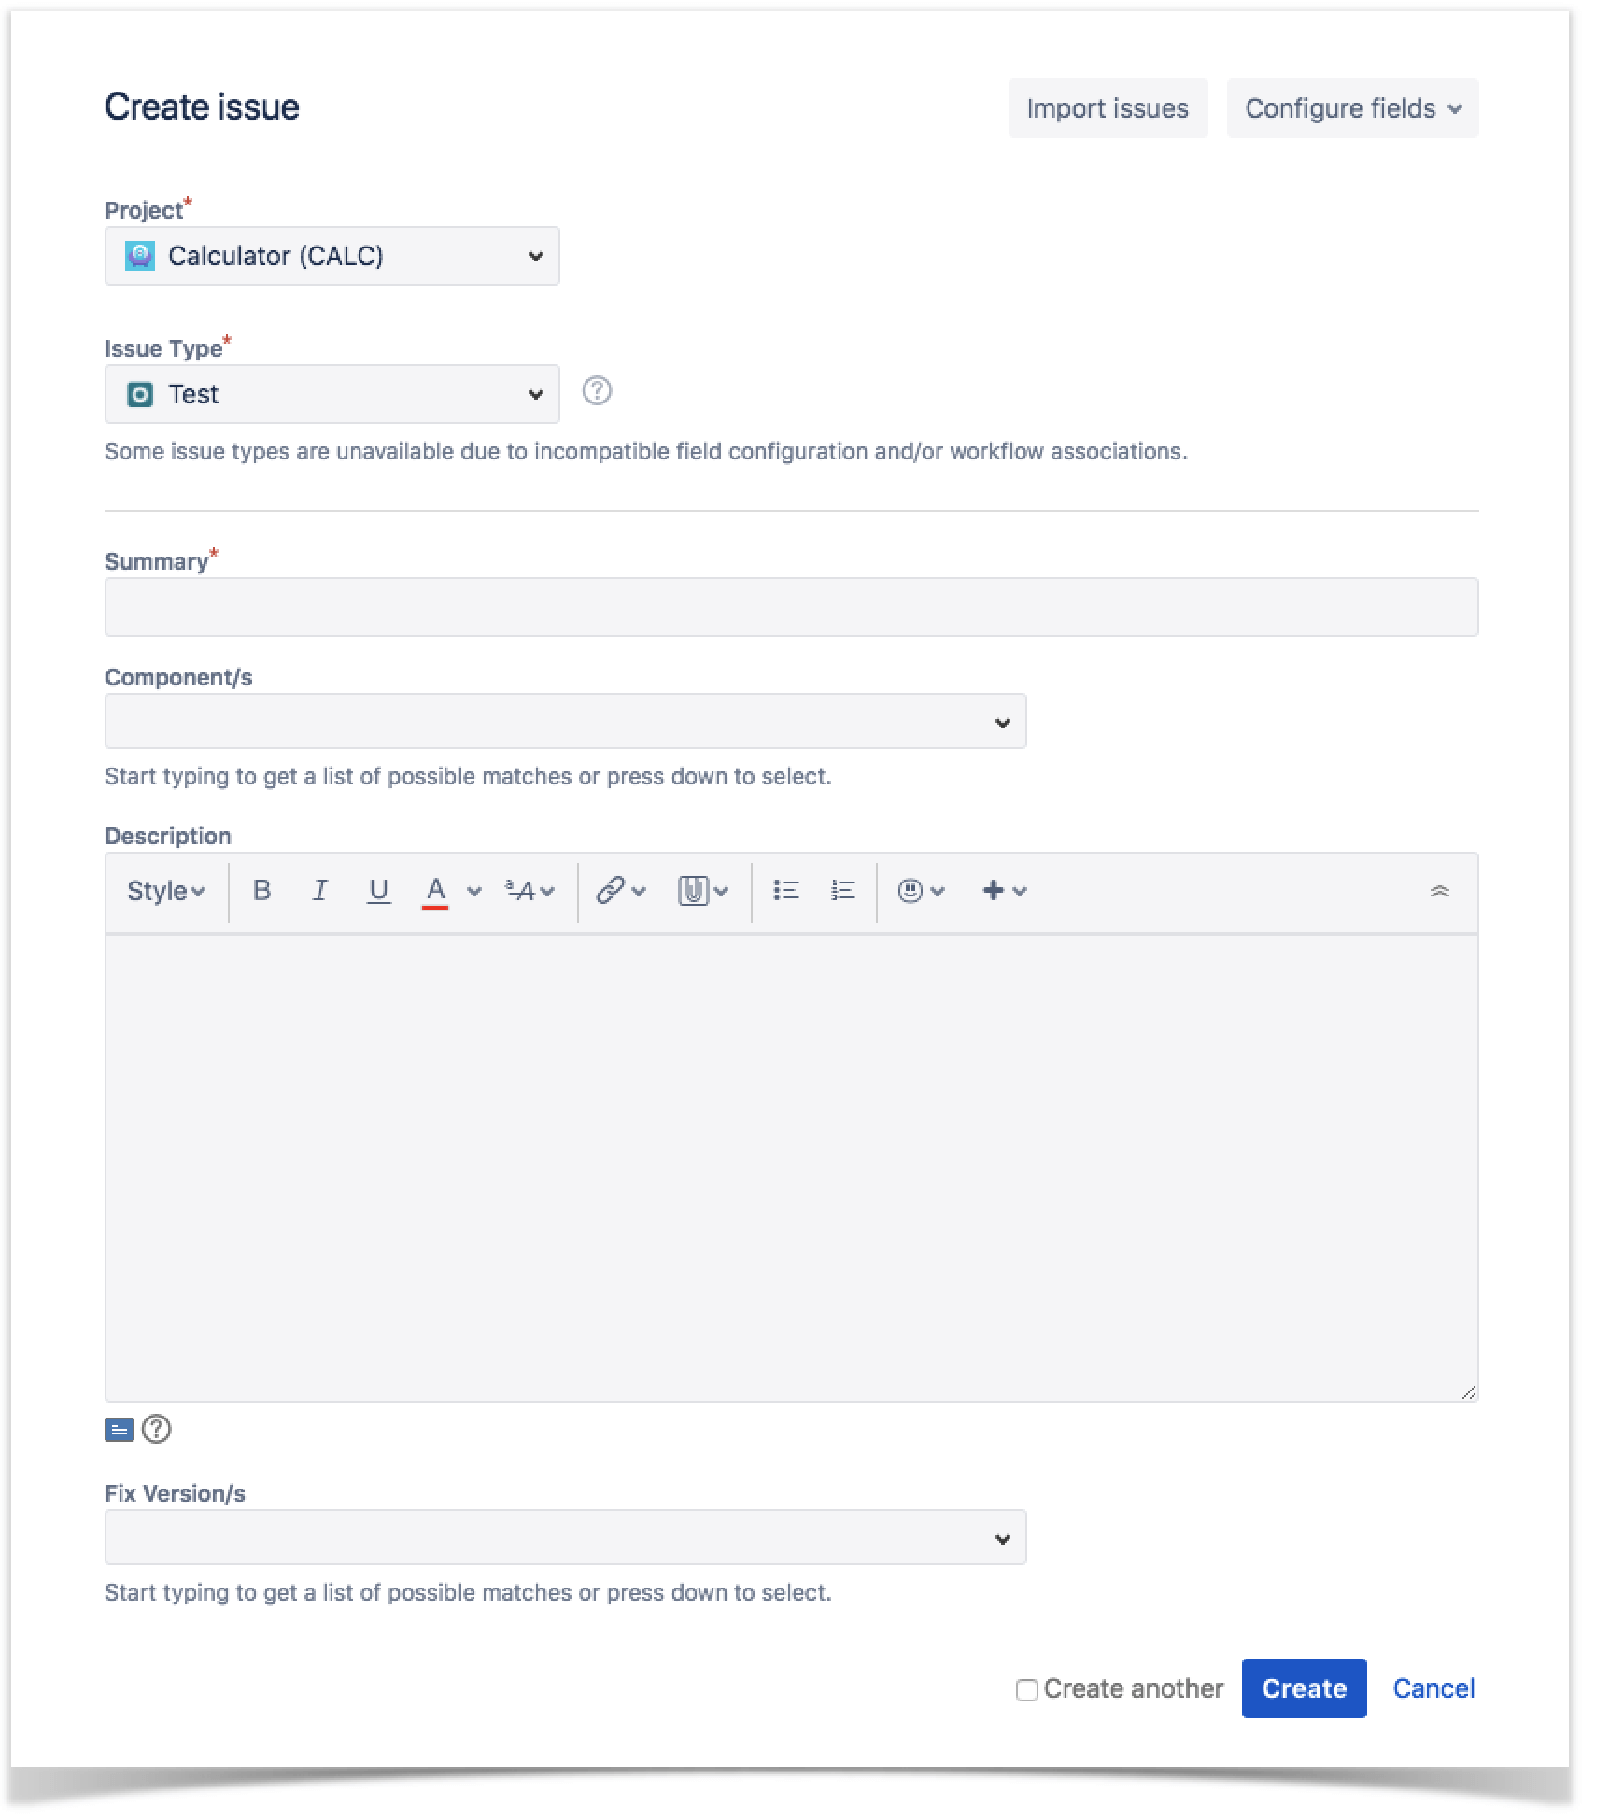 Create issue
Import issues
Configure fields
Project*
Calculator (CALC)
Issue Type*
Test
Some issue types are unavailable due to incompatible field configuration and/or workflow associations.
Summary*
Component/s
Start typing to get a list of possible matches or press down to select.
Description
Style B I U A ªA
Fix Version/s
Start typing to get a list of possible matches or press down to select.
Create another Create Cancel